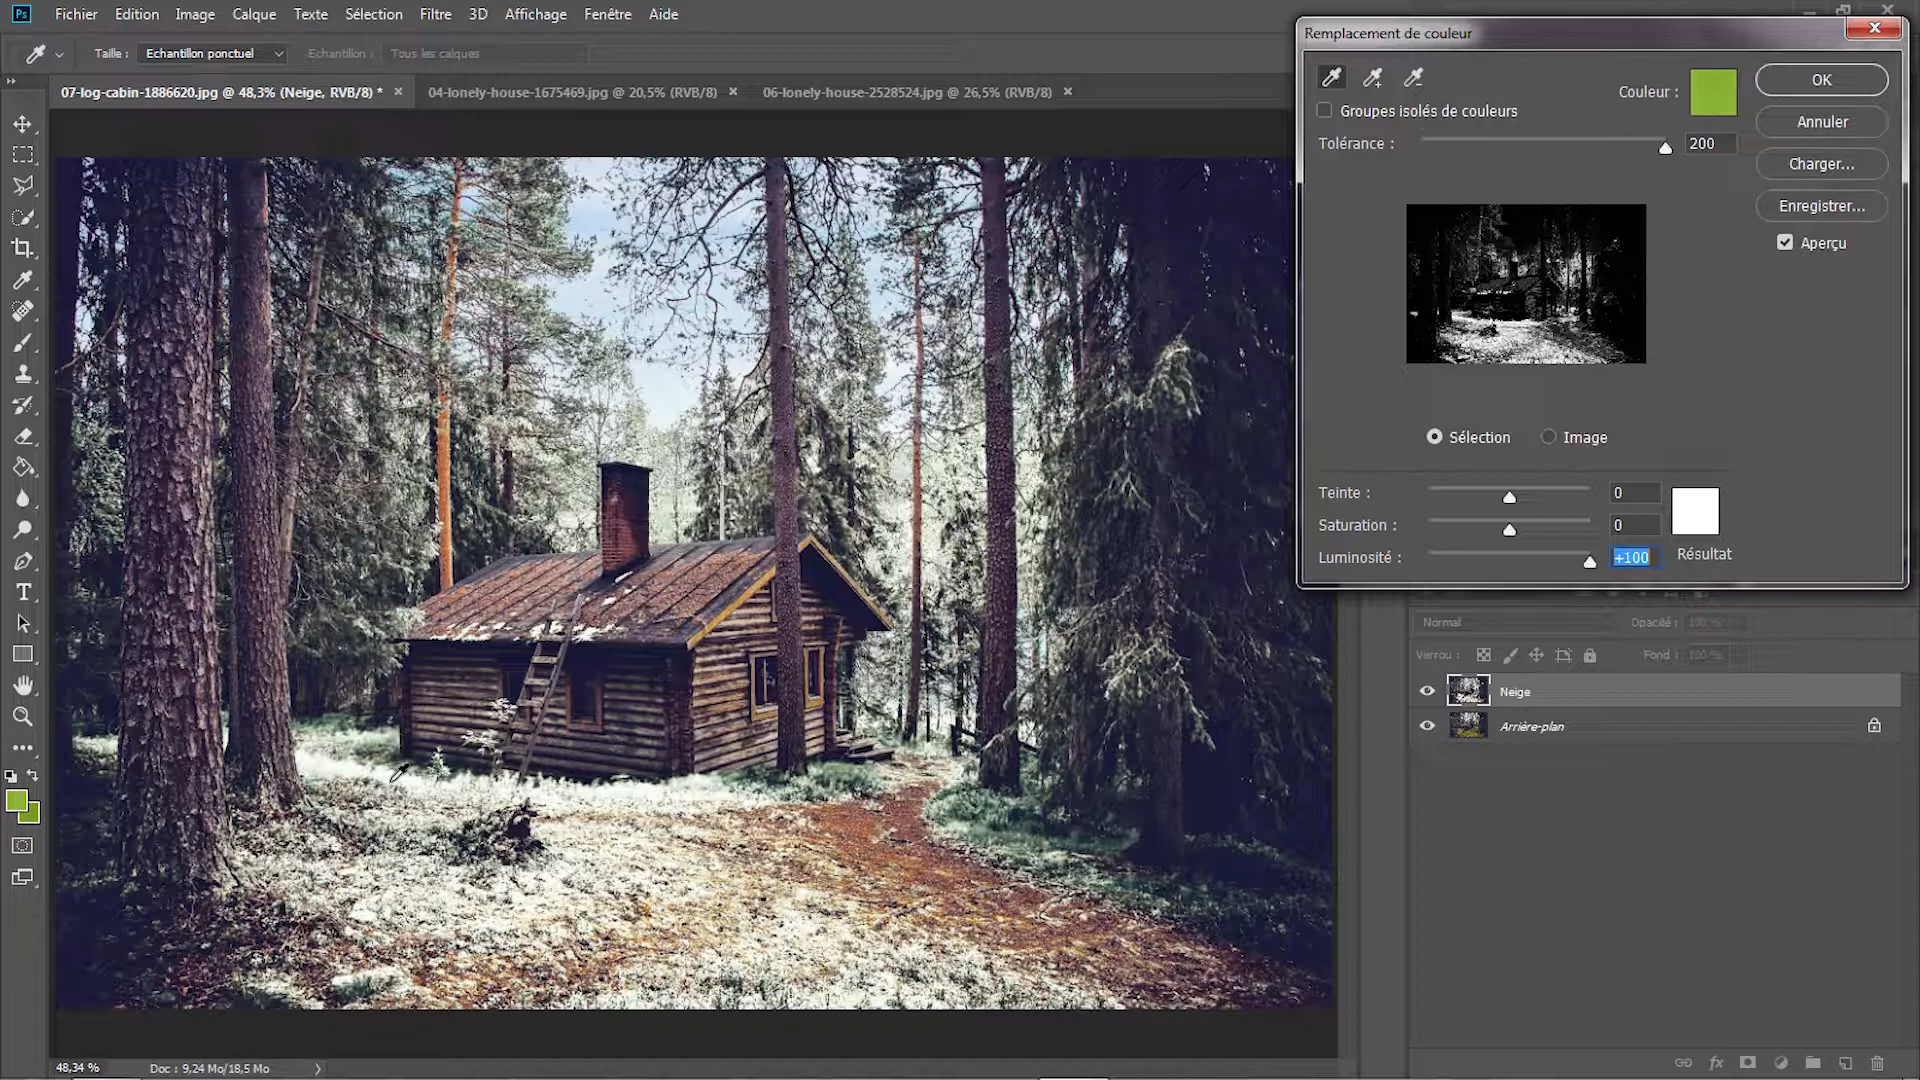 Ps Fichier Edition Image Calque Texte Sélection Filtre 3D Affichage Fenêtre Aide
Taille : Echantillon ponctuel Echantillon : Tous les calques
07-log-cabin-1886620.jpg @ 48,3% (Neige, RVB/8) * 04-lonely-house-1675469.jpg @ 20,5% (RVB/8) 06-lonely-house-2528524.jpg @ 26,5% (RVB/8)
Remplacement de couleur
Couleur :
OK
Groupes isolés de couleurs
Annuler
Tolérance : 200
Charger...
Enregistrer...
Aperçu
Sélection Image
Teinte : 0
Saturation : 0
Luminosité : +100 Résultat
Normal Opacité : 100 %
Verrou : Fond : 100 %
Neige
Arrière-plan
48,34 % Doc : 9,24 Mo/18,5 Mo